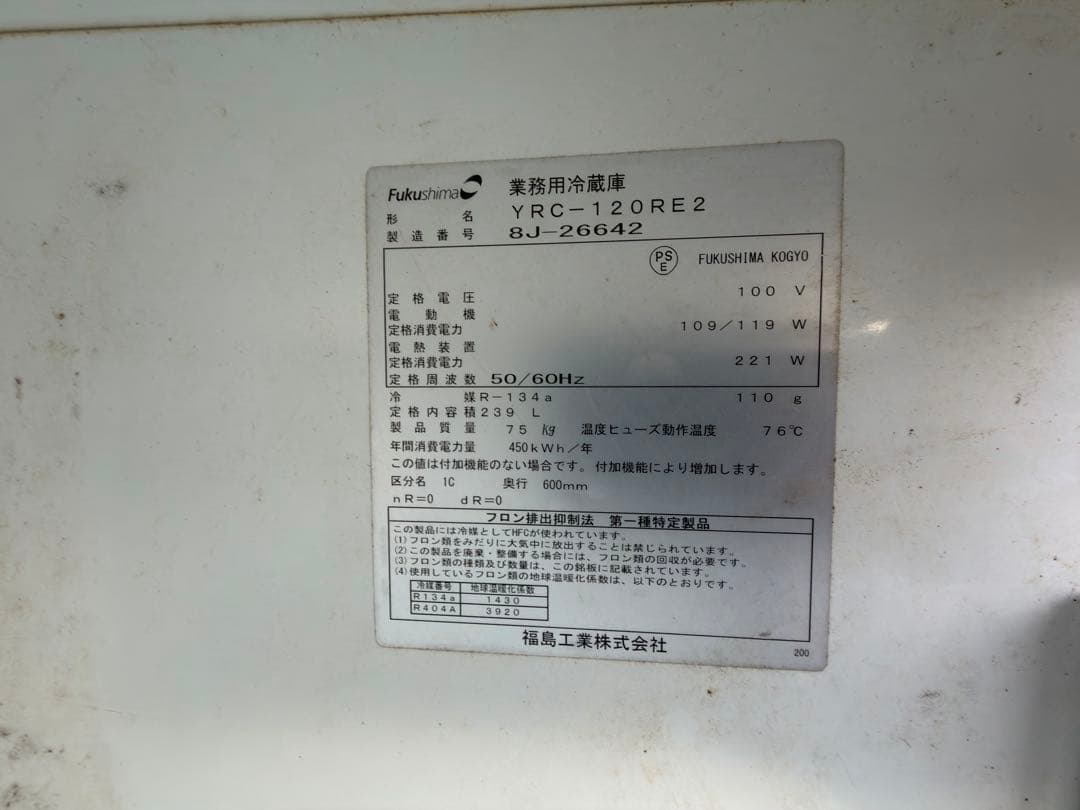 Fukushima 業務用冷蔵庫
形名 YRC-120RE2
製造番号 8J-26642
PSE FUKUSHIMA KOGYO
定格電圧 100 V
電動機
定格消費電力 109/119 W
電熱装置
定格消費電力 221 W
定格周波数 50/60Hz
冷媒 R-134a 110 g
定格内容積 239 L
製品質量 75 kg 温度ヒューズ動作温度 76℃
年間消費電力量 450kWh/年
この値は付加機能のない場合です。付加機能により増加します。
区分名 1C 奥行 600mm
nR=0 dR=0
フロン排出抑制法 第一種特定製品
この製品には冷媒としてHFCが使われています。
(1)フロン類をみだりに大気中に放出することは禁じられています。
(2)この製品を廃棄・整備する場合には、フロン類の回収が必要です。
(3)フロン類の種類及び数量は、この銘板に記載されています。
(4)使用しているフロン類の地球温暖化係数は、以下のとおりです。
冷媒番号 地球温暖化係数
R134a 1430
R404A 3920
福島工業株式会社
200